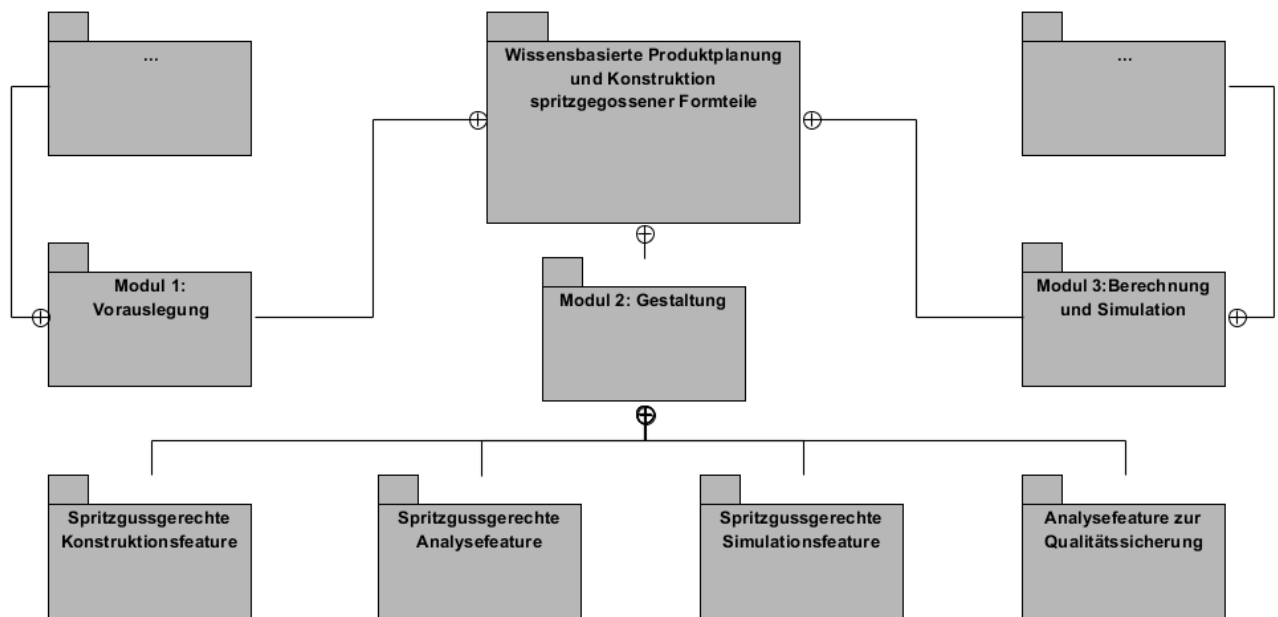 ...
Wissensbasierte Produktplanung
und Konstruktion
spritzgegossener Formteile
...
Modul 1:
Vorauslegung
Modul 2: Gestaltung
Modul 3:Berechnung
und Simulation
Spritzgussgerechte
Konstruktionsfeature
Spritzgussgerechte
Analysefeature
Spritzgussgerechte
Simulationsfeature
Analysefeature zur
Qualitätssicherung